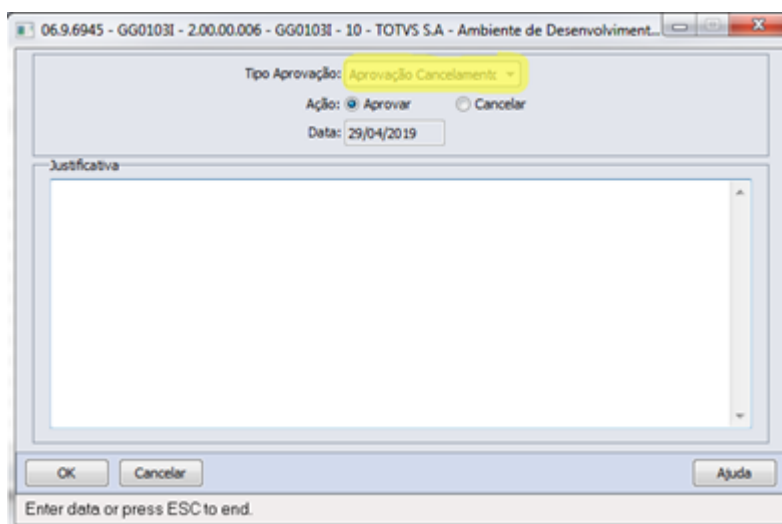 06.9.6945 - GG0103I - 2.00.00.006 - GG0103I - 10 - TOTVS S.A - Ambiente de Desenvolviment...
Tipo Aprovação: Aprovação Cancelamento
Ação: Aprovar Cancelar
Data: 29/04/2019
Justificativa
OK Cancelar Ajuda
Enter data or press ESC to end.